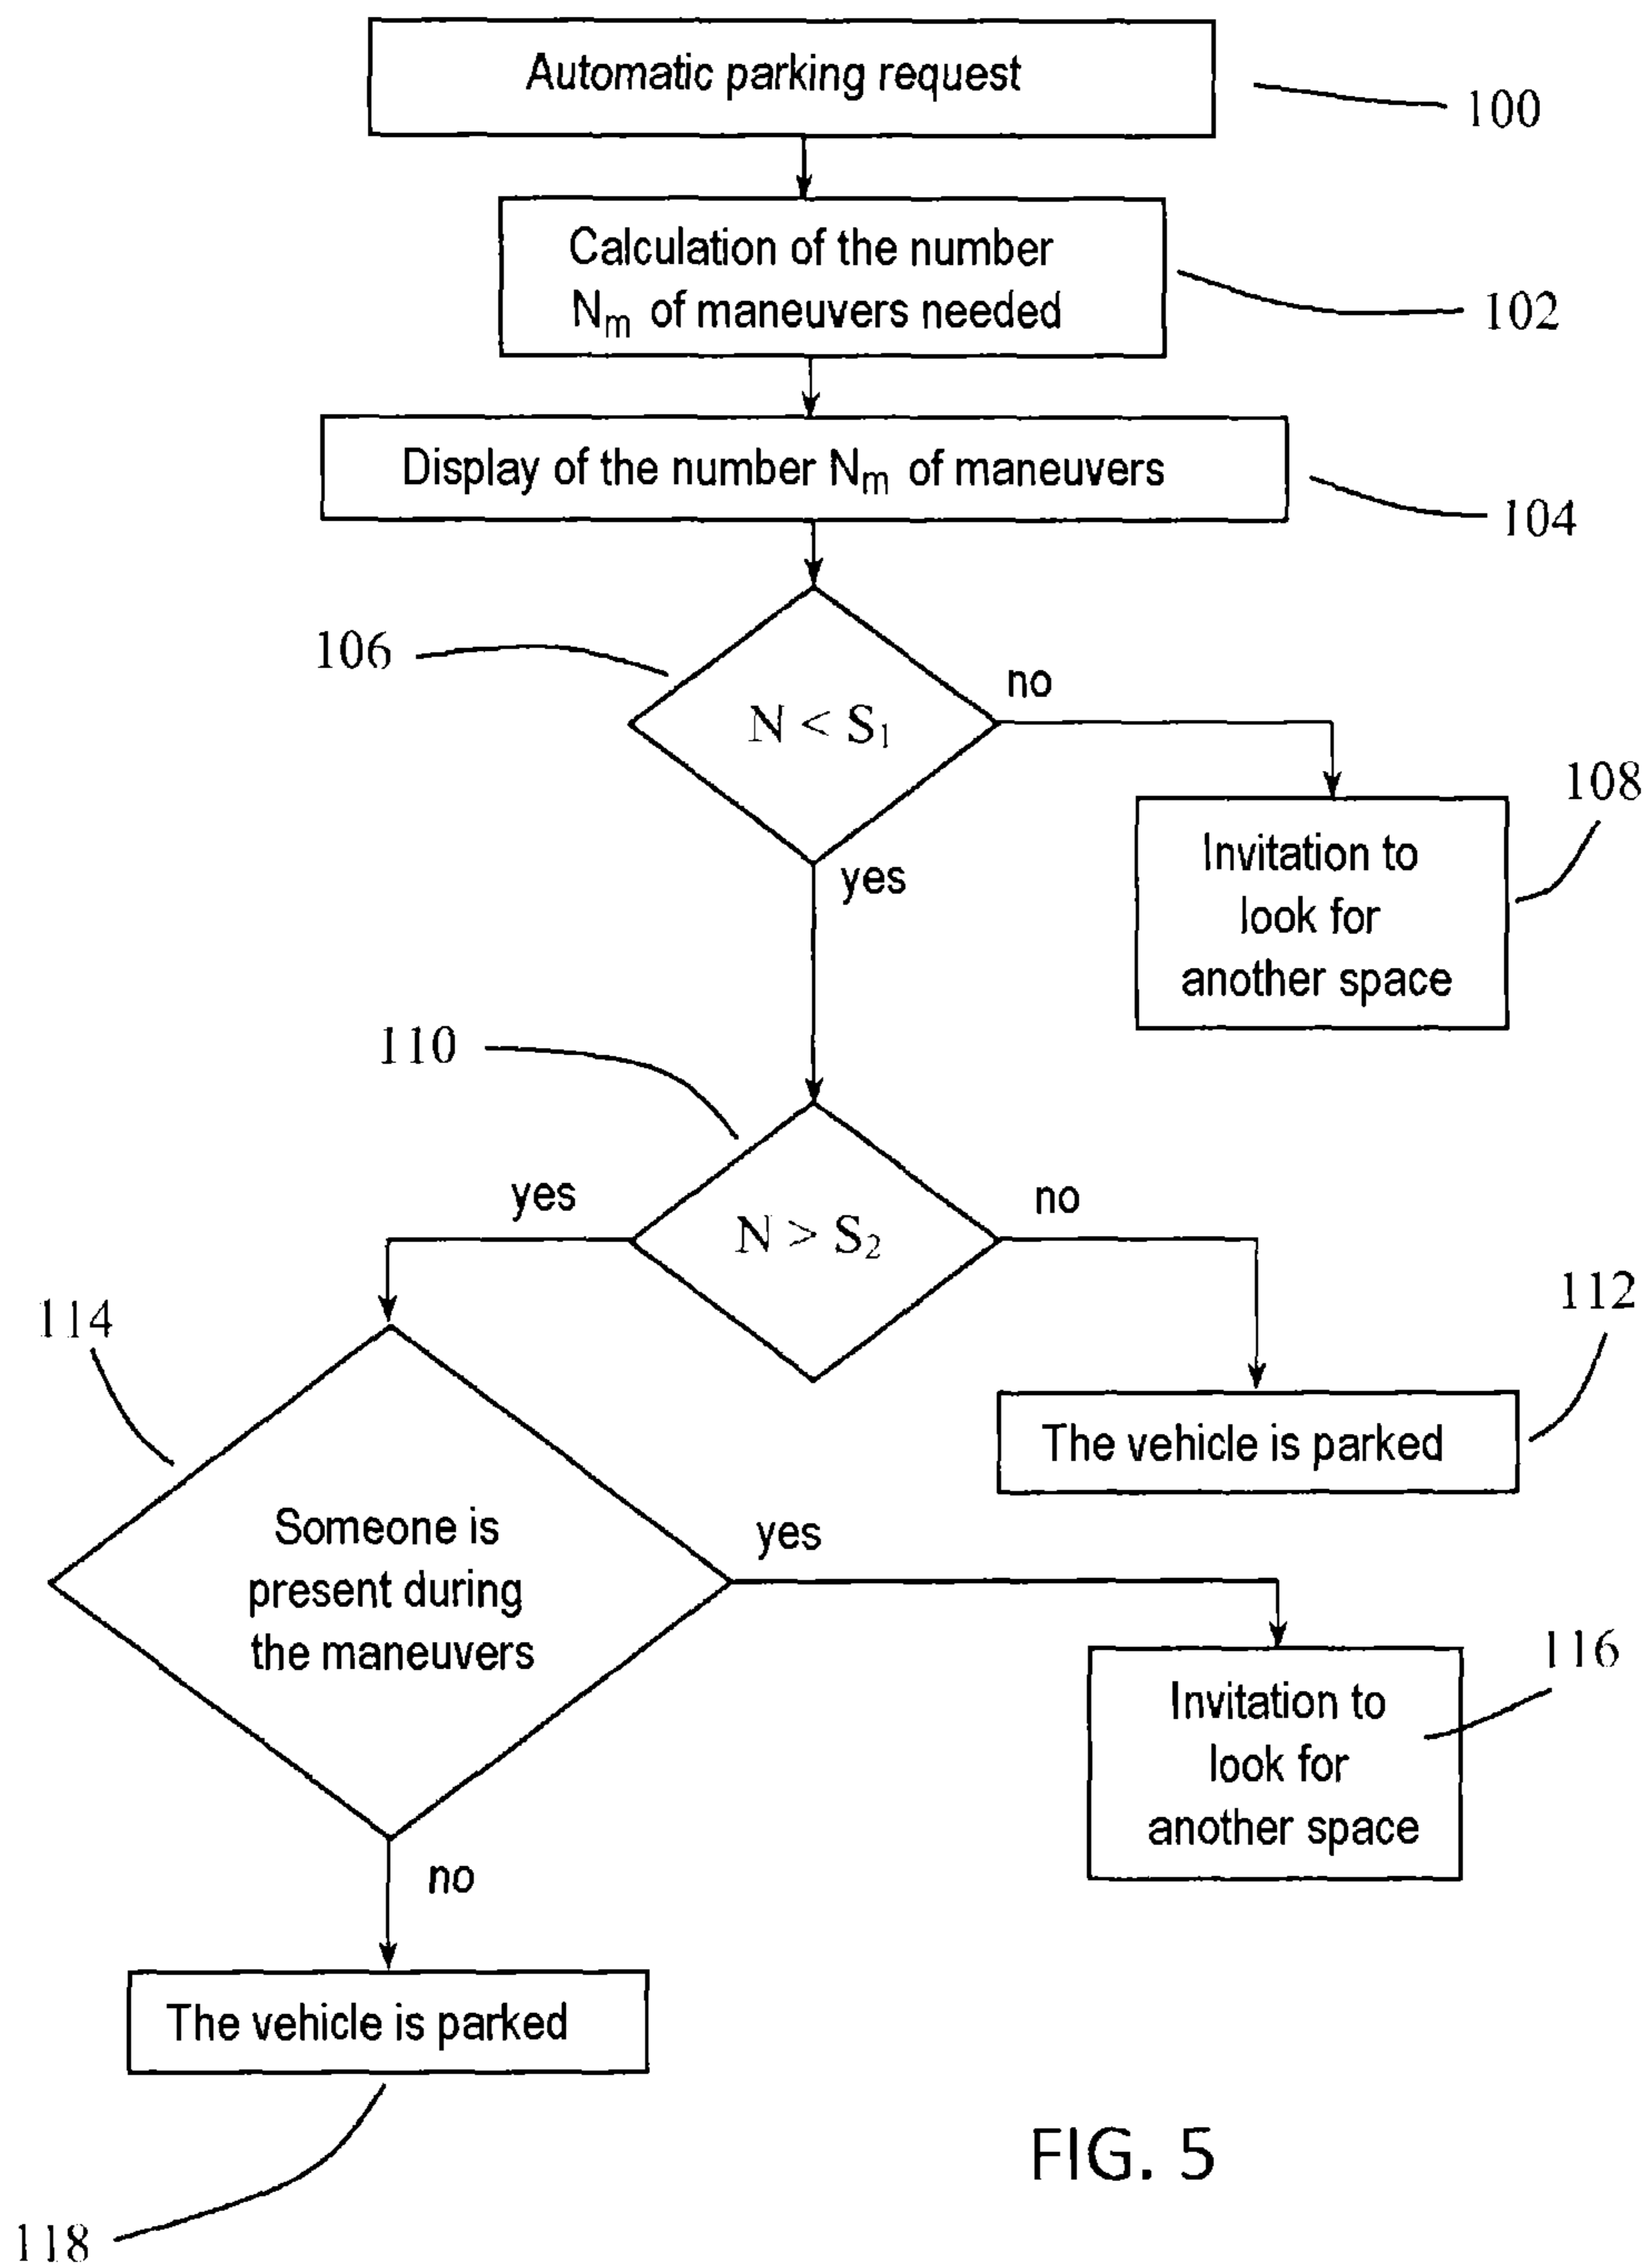 Automatic parking request
100
Calculation of the number
Nm of maneuvers needed
102
Display of the number Nm of maneuvers
104
106
N < S1
no
yes
108
Invitation to
look for
another space
110
yes
N > S2
no
112
The vehicle is parked
114
Someone is
present during
the maneuvers
yes
116
Invitation to
look for
another space
no
The vehicle is parked
118
FIG. 5